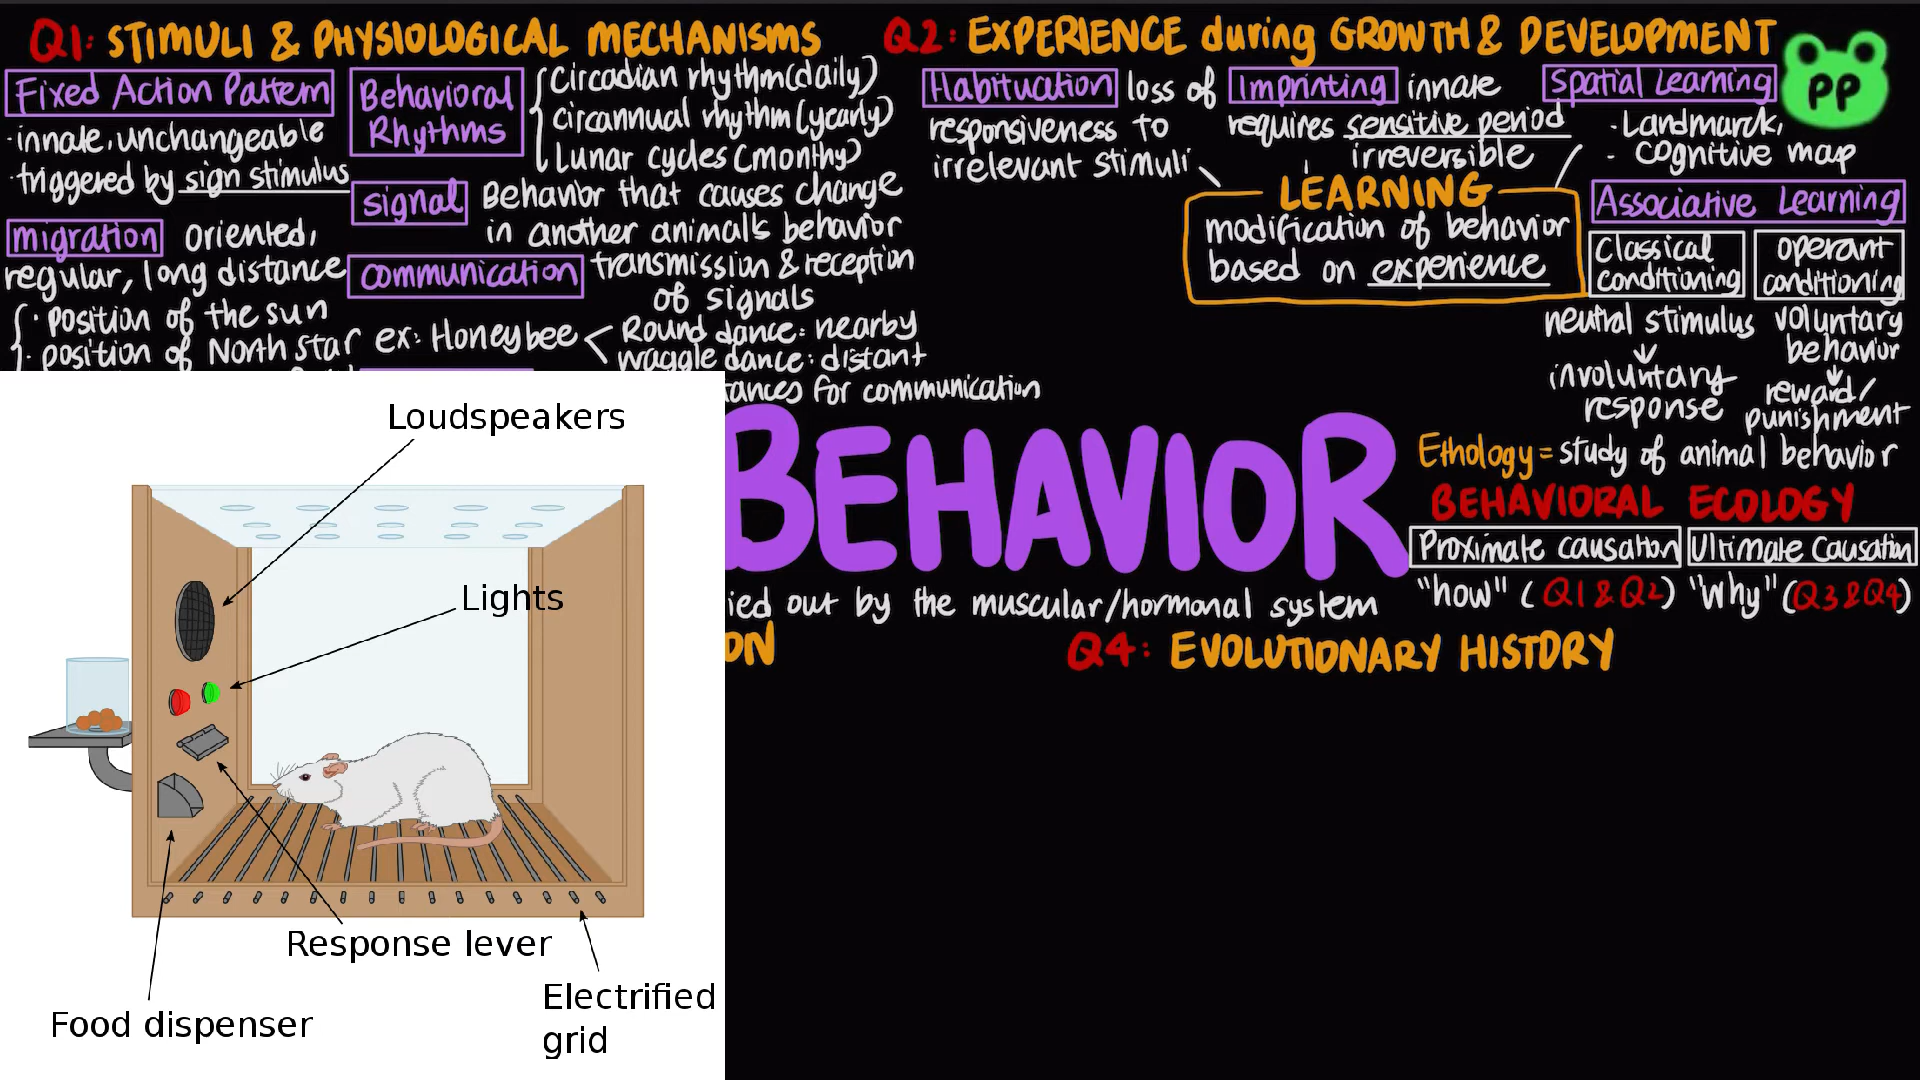 Q1: STIMULI & PHYSIOLOGICAL MECHANISMS
Fixed Action Pattern
· innate, unchangeable
· triggered by sign stimulus
Behavioral
Rhythms
Circadian rhythm (daily)
circannual rhythm (yearly)
Lunar cycles (monthy)
signal Behavior that causes change
in another animal's behavior
migration oriented,
regular, long distance
· position of the sun
· position of North star
communication transmission & reception
of signals
ex: Honeybee
Round dance: nearby
waggle dance: distant
tances for communication
Q2: EXPERIENCE during GROWTH & DEVELOPMENT
PP
Habituation loss of
responsiveness to
irrelevant stimuli
Imprinting innate
requires sensitive period
irreversible
Spatial Learning
· Landmark,
· cognitive map
LEARNING
modification of behavior
based on experience
Associative Learning
Classical
conditioning
neutral stimulus
involuntary
response
operant
conditioning
voluntary
behavior
reward/
punishment
BEHAVIOR
ied out by the muscular/hormonal system
Ethology = study of animal behavior
BEHAVIORAL ECOLOGY
Proximate causation
"how" (Q1 & Q2)
Ultimate Causation
"Why" (Q3 & Q4)
ON
Q4: EVOLUTIONARY HISTORY
Loudspeakers
Lights
Response lever
Electrified
grid
Food dispenser